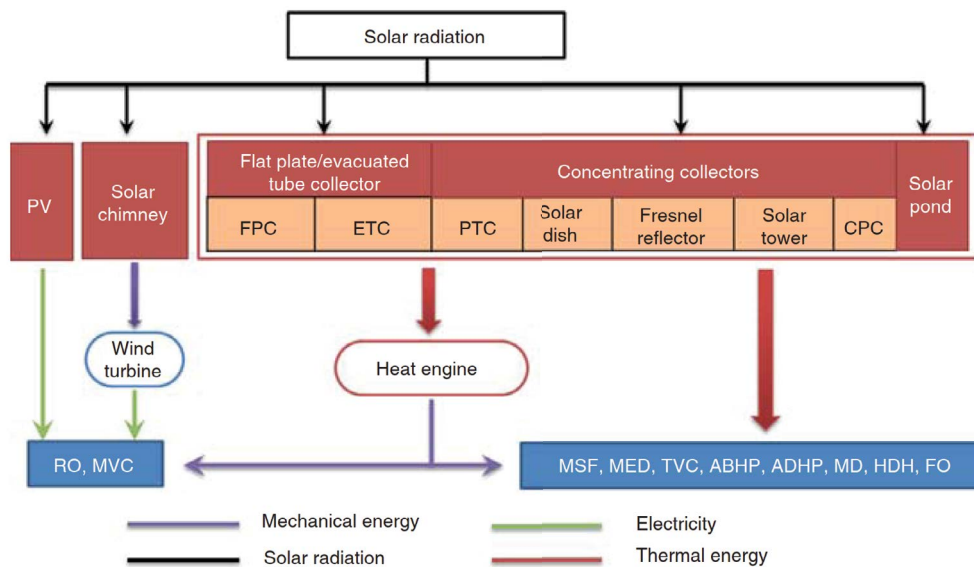 Solar radiation
PV
Solar
chimney
Flat plate/evacuated
tube collector
Concentrating collectors
Solar
pond
FPC
ETC
PTC
Solar
dish
Fresnel
reflector
Solar
tower
CPC
Wind
turbine
Heat engine
RO, MVC
MSF, MED, TVC, ABHP, ADHP, MD, HDH, FO
Mechanical energy
Electricity
Solar radiation
Thermal energy